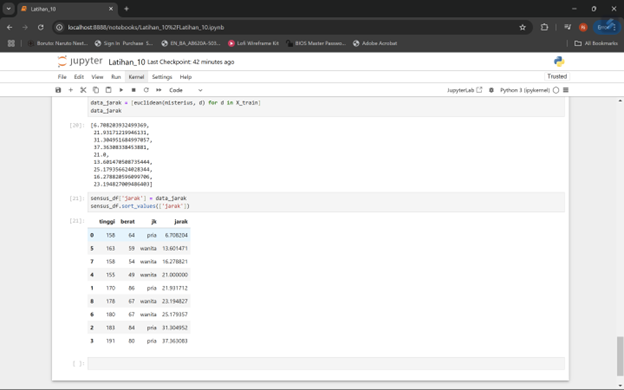 Latihan_10
localhost:8888/notebooks/Latihan_10%2FLatihan_10.ipynb
Boruto: Naruto Next...
Sign In
Purchase S...
EN_BA_AB620A-S03...
Lofi Wireframe Kit
BIOS Master Passwo...
Adobe Acrobat
All Bookmarks
jupyter Latihan_10 Last Checkpoint: 42 minutes ago
File Edit View Run Kernel Settings Help
Trusted
Code
JupyterLab
Python 3 (ipykernel)
data_jarak = [euclidean(misterius, d) for d in X_train]
data_jarak
[20]:
[6.708203932499369,
21.93171219946131,
31.304951684997057,
37.36308338453881,
21.0,
13.601470508735444,
25.179356624028344,
16.278820596099706,
23.194827009486403]
[21]:
sensus_df['jarak'] = data_jarak
sensus_df.sort_values(['jarak'])
[21]:
tinggi berat jk jarak
0 158 64 pria 6.708204
5 163 59 wanita 13.601471
7 158 54 wanita 16.278821
4 155 49 wanita 21.000000
1 170 86 pria 21.931712
8 178 67 wanita 23.194827
6 180 67 wanita 25.179357
2 183 84 pria 31.304952
3 191 80 pria 37.363083
[ ]: